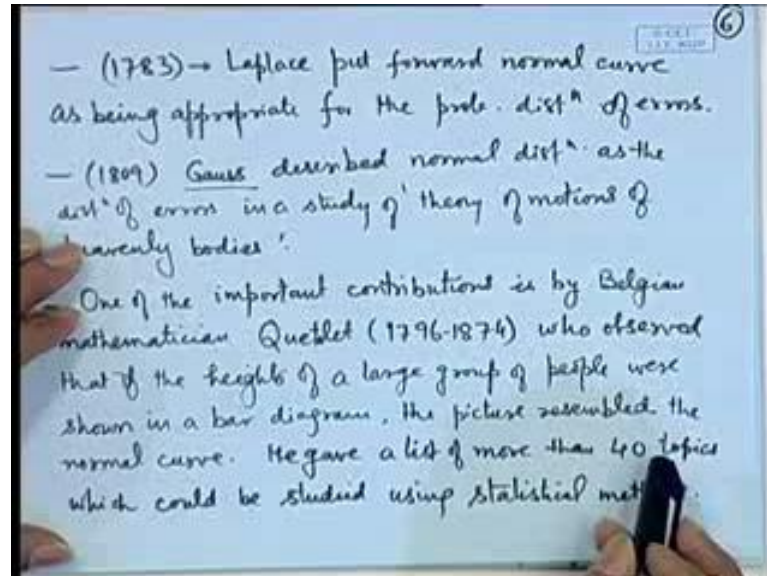 6
— (1783) → Laplace put forward normal curve
as being appropriate for the prob. distⁿ of errors.
— (1809) Gauss described normal distⁿ. as the
distⁿ of errors in a study of 'theory of motions of
heavenly bodies'.
One of the important contributions is by Belgian
mathematician Quetelet (1796-1874) who observed
that if the heights of a large group of people were
shown in a bar diagram, the picture resembled the
normal curve. He gave a list of more than 40 topics
which could be studied using statistical met